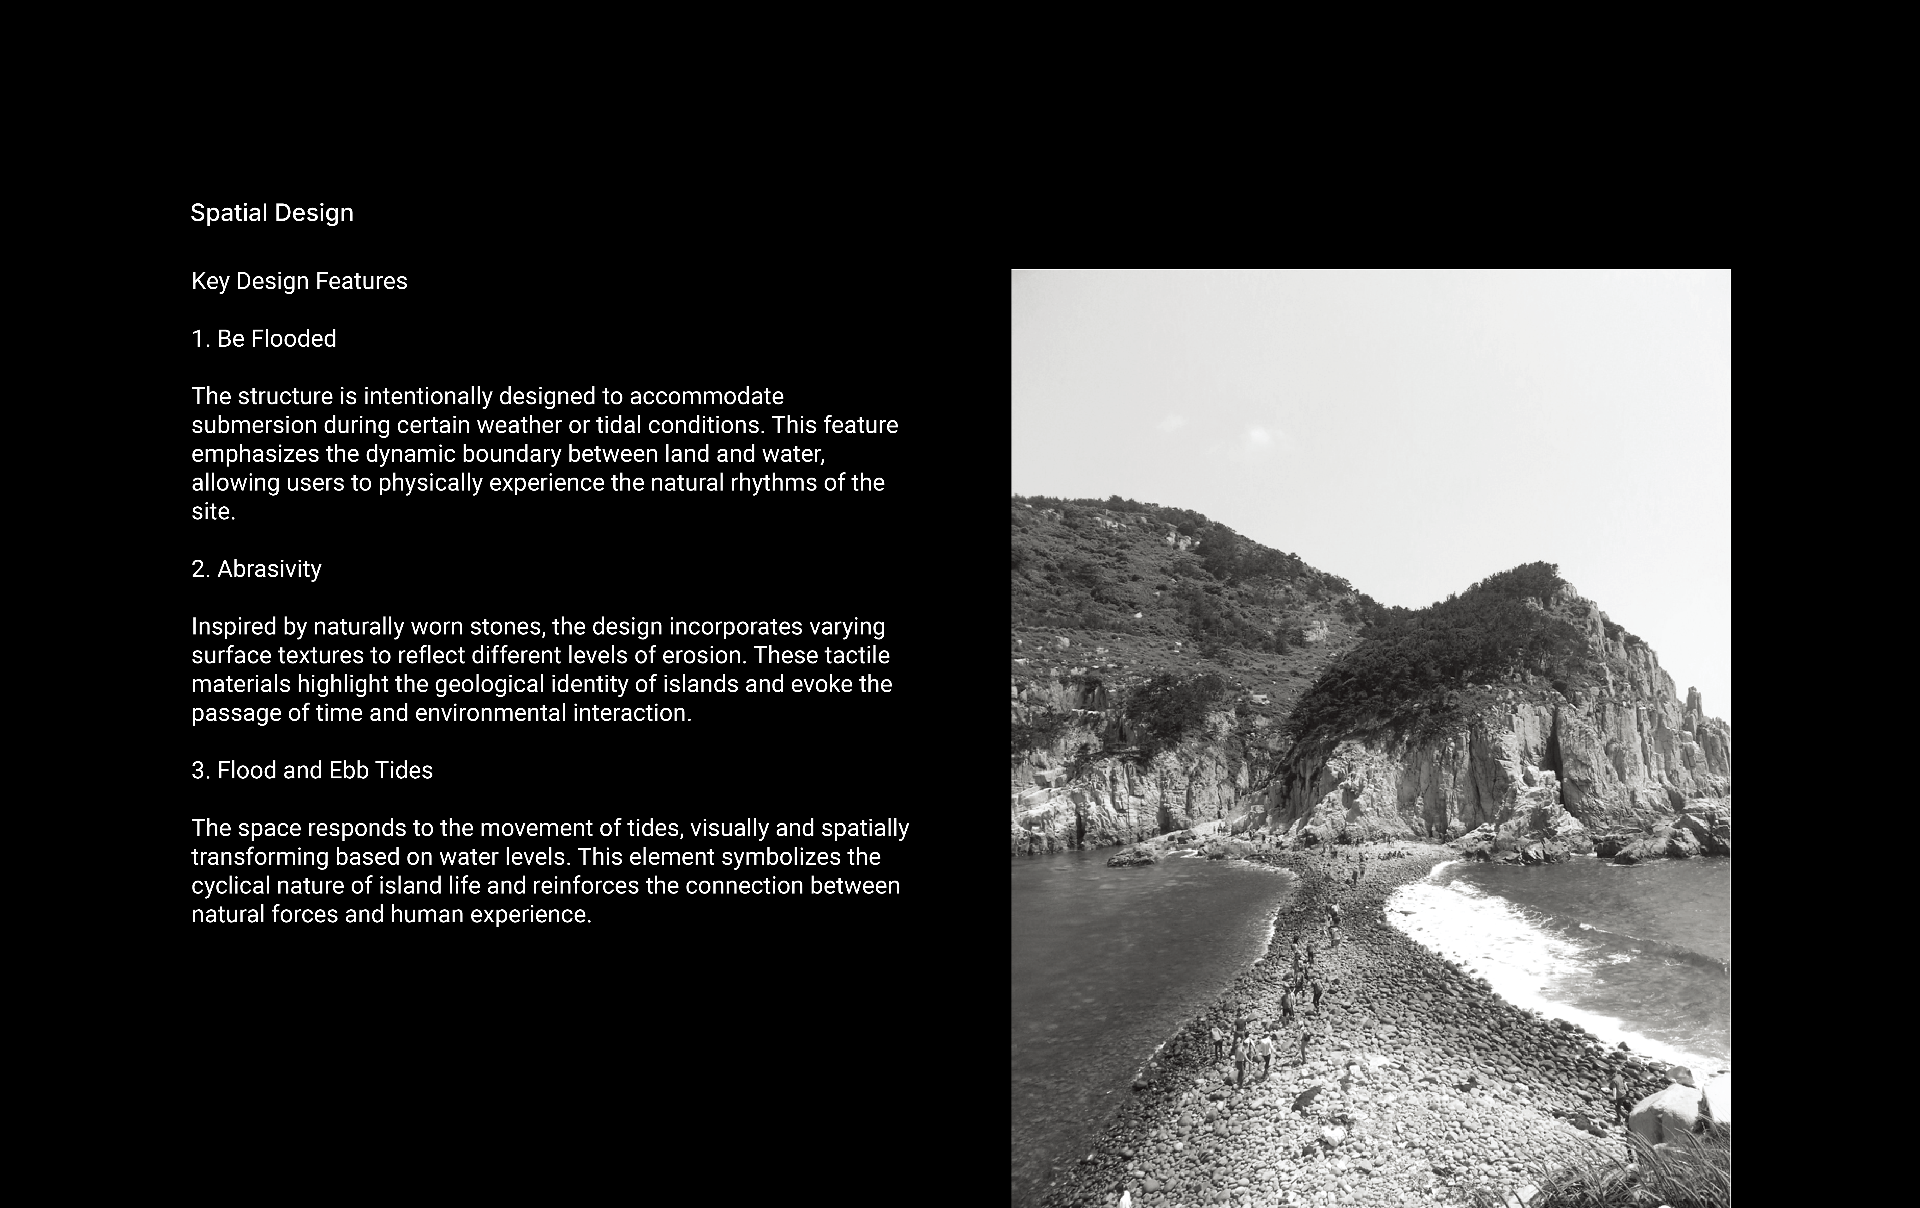 Spatial Design
Key Design Features
1. Be Flooded
The structure is intentionally designed to accommodate
submersion during certain weather or tidal conditions. This feature
emphasizes the dynamic boundary between land and water,
allowing users to physically experience the natural rhythms of the
site.
2. Abrasivity
Inspired by naturally worn stones, the design incorporates varying
surface textures to reflect different levels of erosion. These tactile
materials highlight the geological identity of islands and evoke the
passage of time and environmental interaction.
3. Flood and Ebb Tides
The space responds to the movement of tides, visually and spatially
transforming based on water levels. This element symbolizes the
cyclical nature of island life and reinforces the connection between
natural forces and human experience.